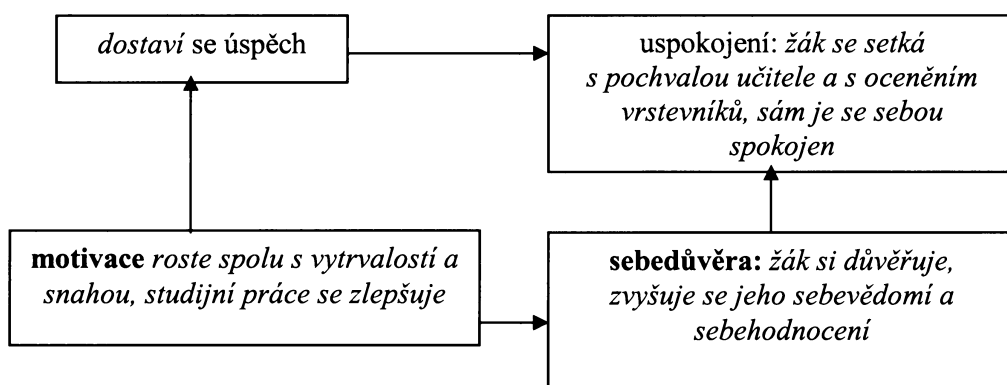 dostaví se úspěch
uspokojení: žák se setká
s pochvalou učitele a s oceněním
vrstevníků, sám je se sebou
spokojen
motivace roste spolu s vytrvalostí a
snahou, studijní práce se zlepšuje
sebedůvěra: žák si důvěřuje,
zvyšuje se jeho sebevědomí a
sebehodnocení